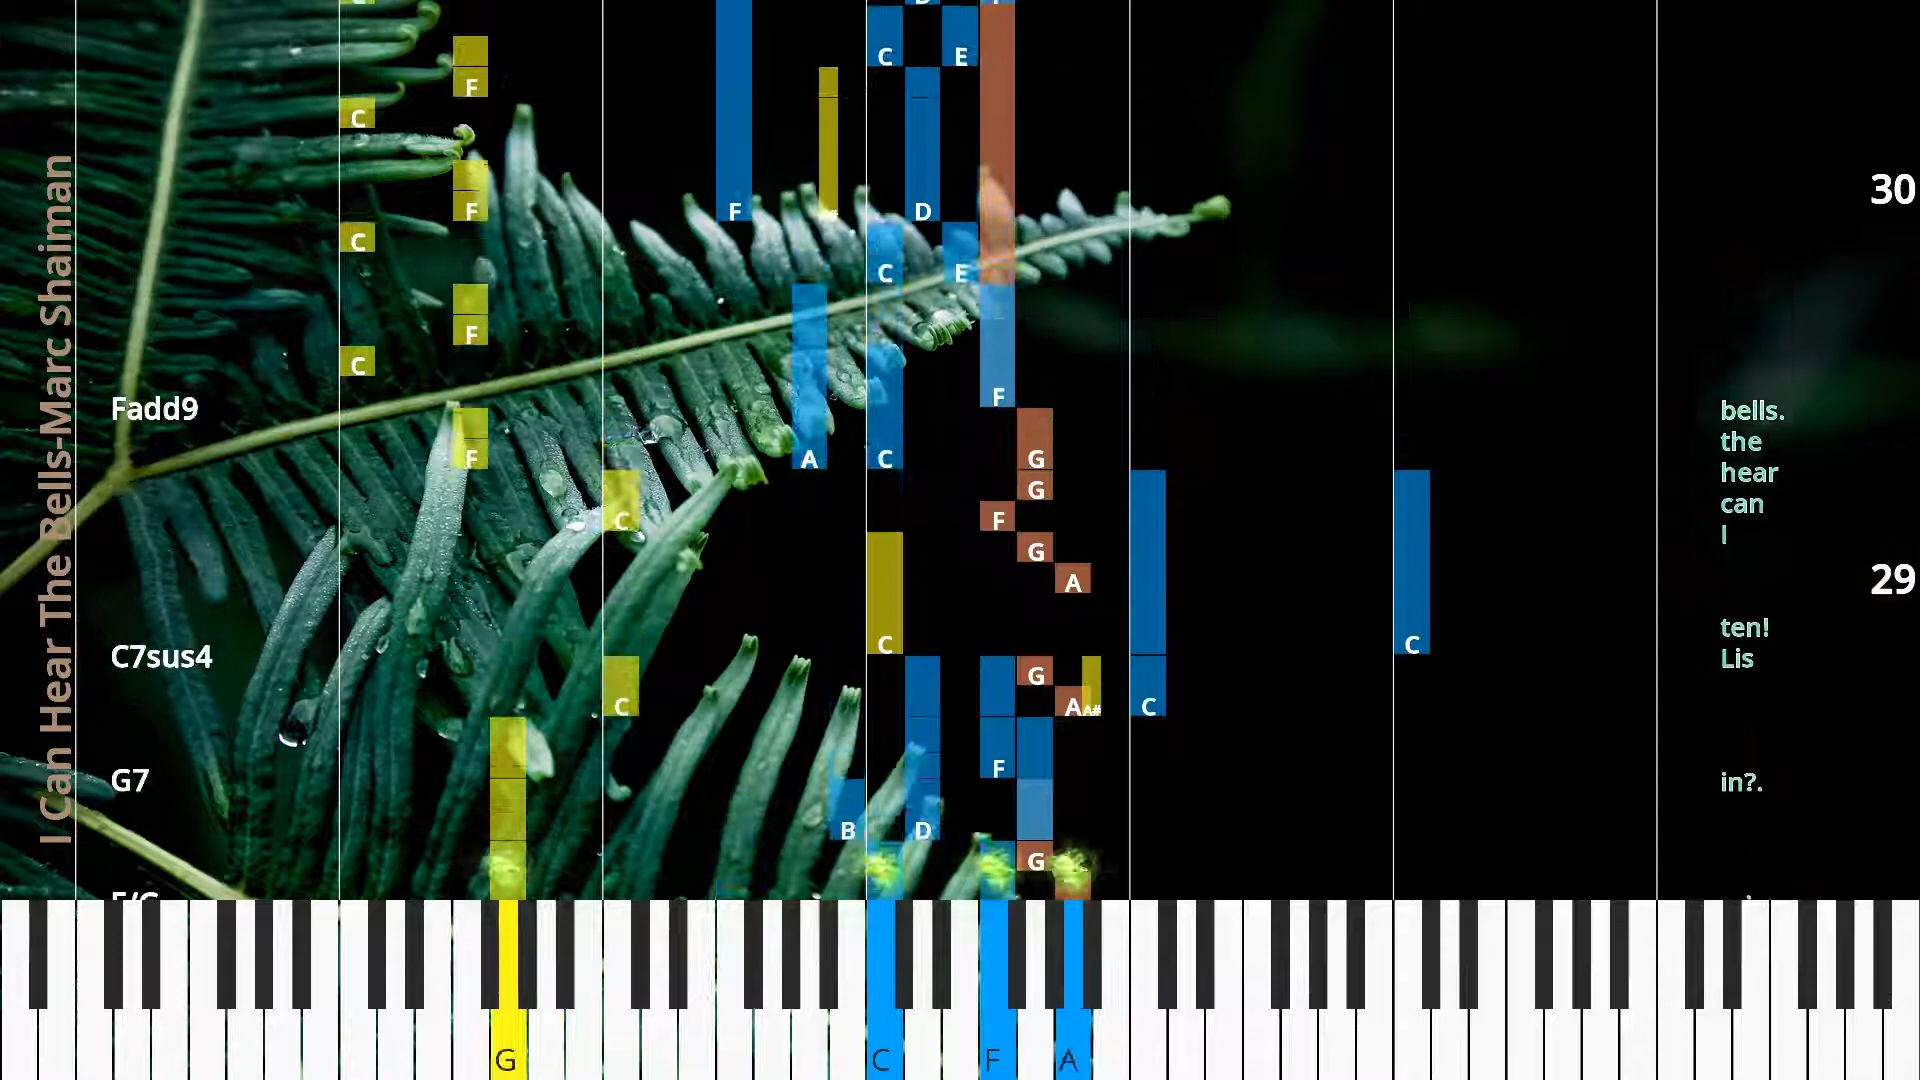 I Can Hear The Bells-Marc Shaiman
C E
F
C
30
F
C
F D
C E
F
C
Fadd9
F
bells.
F A C G
the
G
hear
C F
can
G
I
A
29
C7sus4
C C
ten!
G
Lis
C A A# C
G7
F
in?.
B D
G
G C F A